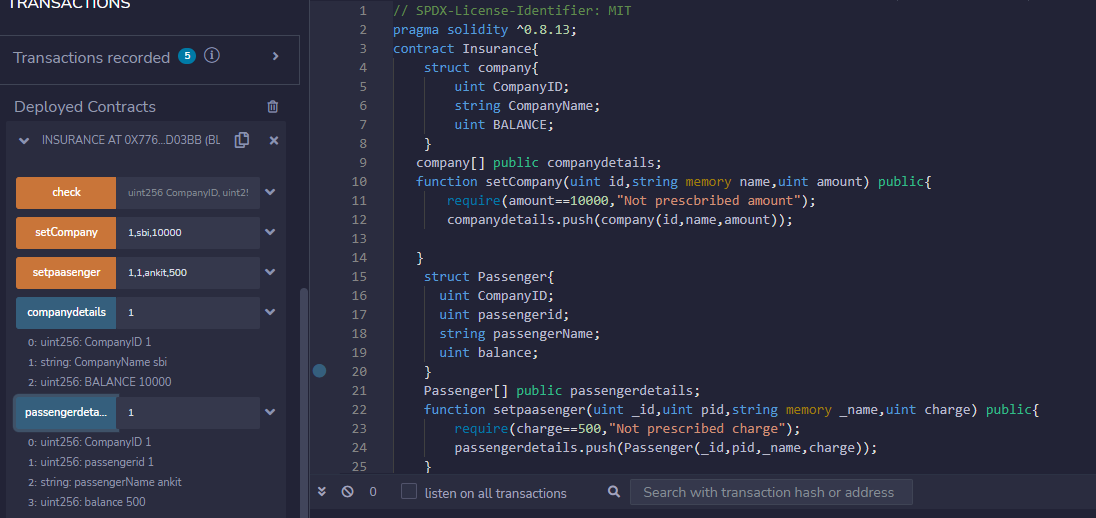 TRANSACTIONS
Transactions recorded 5
Deployed Contracts
INSURANCE AT 0X776...D03BB (BL
check uint256 CompanyID, uint2
setCompany 1,sbi,10000
setpaasenger 1,1,ankit,500
companydetails 1
0: uint256: CompanyID 1
1: string: CompanyName sbi
2: uint256: BALANCE 10000
passengerdeta... 1
0: uint256: CompanyID 1
1: uint256: passengerid 1
2: string: passengerName ankit
3: uint256: balance 500
1 // SPDX-License-Identifier: MIT
2 pragma solidity ^0.8.13;
3 contract Insurance{
4 struct company{
5 uint CompanyID;
6 string CompanyName;
7 uint BALANCE;
8 }
9 company[] public companydetails;
10 function setCompany(uint id,string memory name,uint amount) public{
11 require(amount==10000,"Not prescbribed amount");
12 companydetails.push(company(id,name,amount));
13
14 }
15 struct Passenger{
16 uint CompanyID;
17 uint passengerid;
18 string passengerName;
19 uint balance;
20 }
21 Passenger[] public passengerdetails;
22 function setpaasenger(uint _id,uint pid,string memory _name,uint charge) public{
23 require(charge==500,"Not prescribed charge");
24 passengerdetails.push(Passenger(_id,pid,_name,charge));
25 }
0 listen on all transactions Search with transaction hash or address